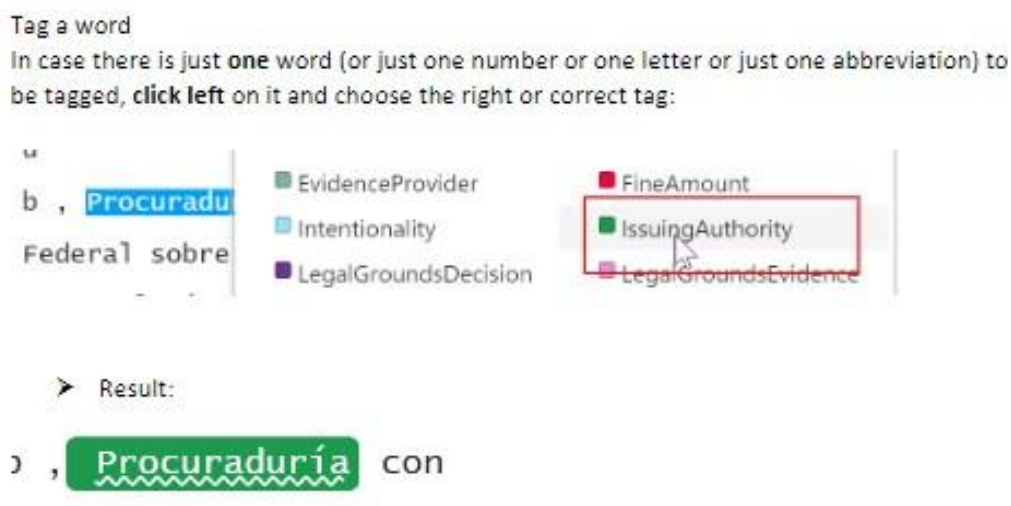 Tag a word
In case there is just one word (or just one number or one letter or just one abbreviation) to
be tagged, click left on it and choose the right or correct tag:
b , Procuradu
Federal sobre
EvidenceProvider
FineAmount
Intentionality
IssuingAuthority
LegalGroundsDecision
LegalGroundsEvidence
➤ Result:
, Procuraduría con